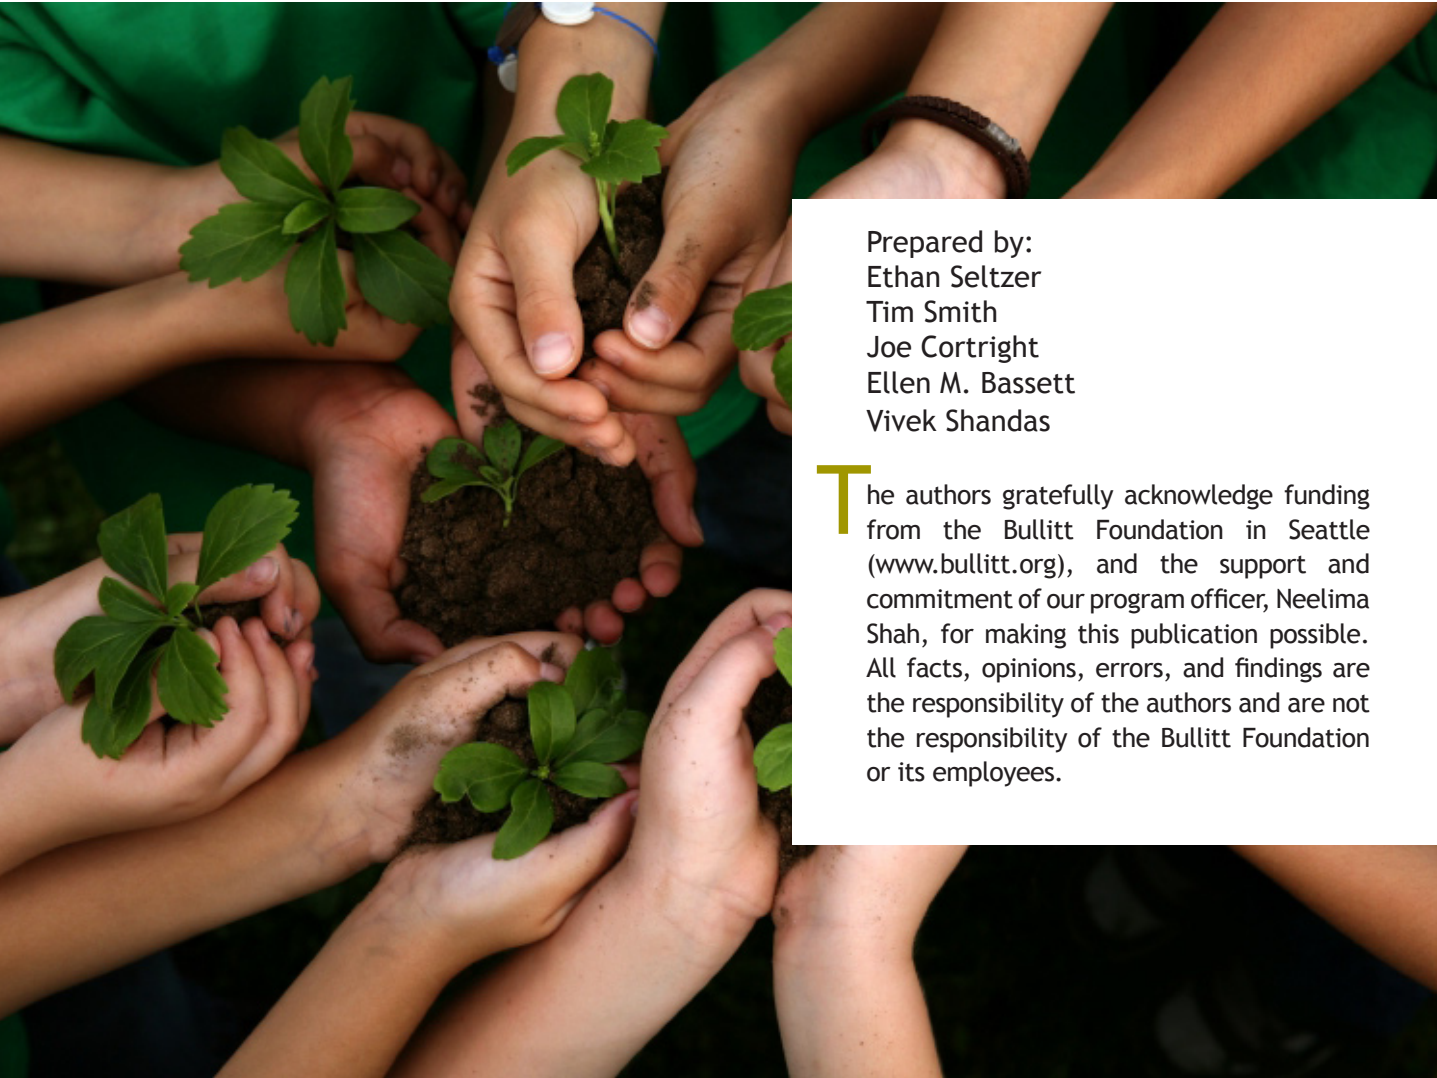 Prepared by:
Ethan Seltzer
Tim Smith
Joe Cortright
Ellen M. Bassett
Vivek Shandas
The authors gratefully acknowledge funding
from the Bullitt Foundation in Seattle
(www.bullitt.org), and the support and
commitment of our program officer, Neelima
Shah, for making this publication possible.
All facts, opinions, errors, and findings are
the responsibility of the authors and are not
the responsibility of the Bullitt Foundation
or its employees.